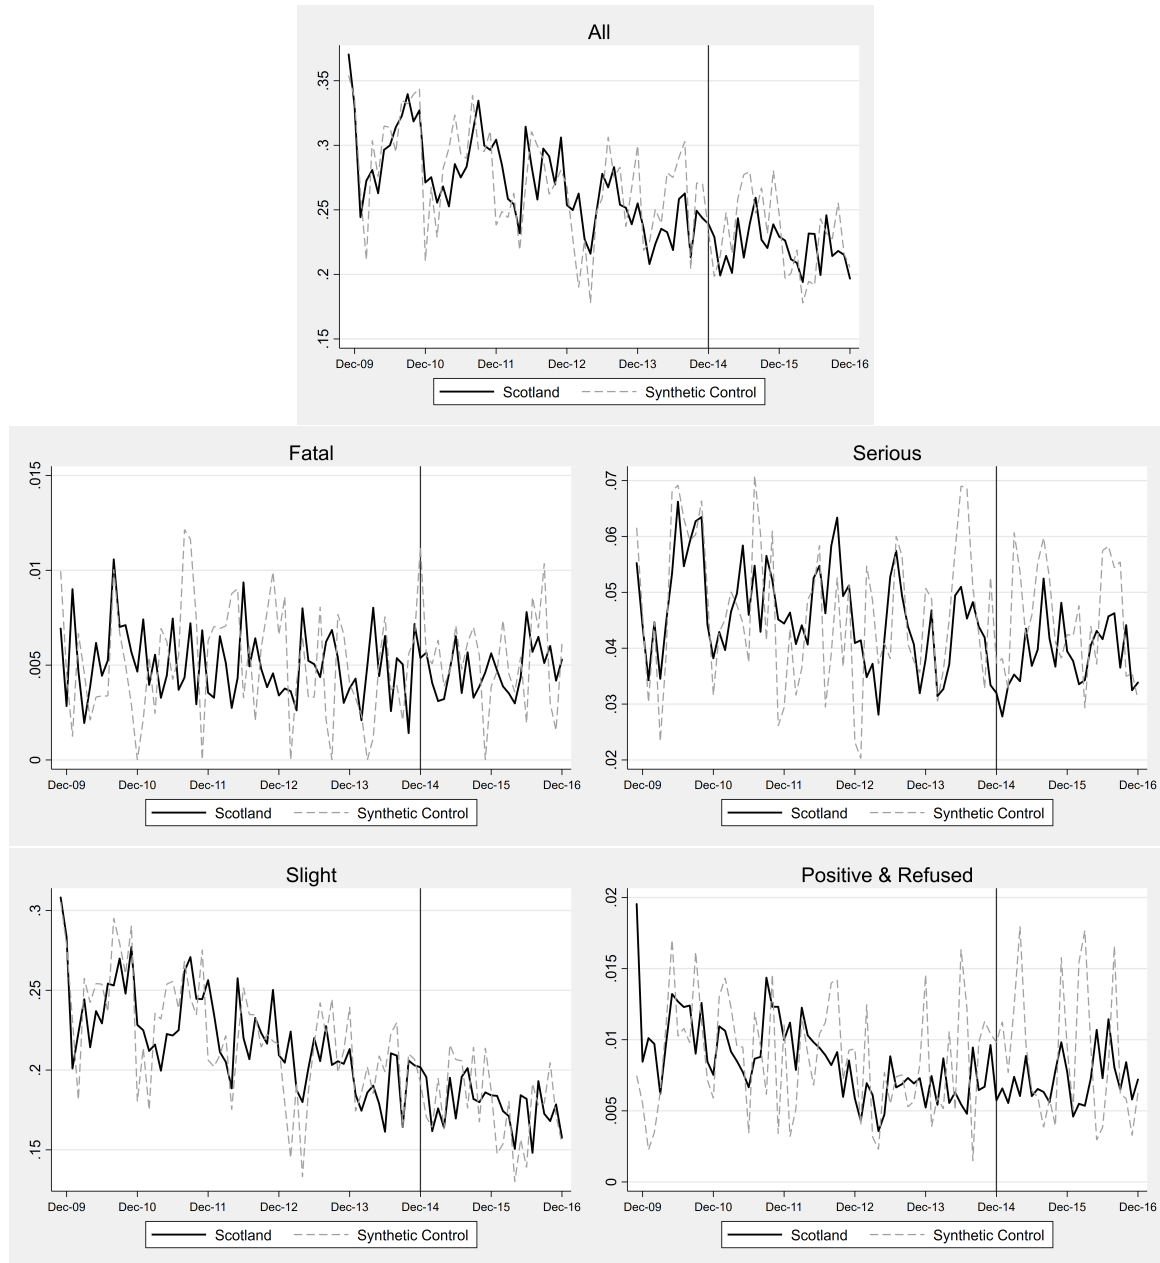 All
.35
.3
.25
.2
.15
Dec-09 Dec-10 Dec-11 Dec-12 Dec-13 Dec-14 Dec-15 Dec-16
Scotland Synthetic Control
Fatal
.015
.01
.005
0
Dec-09 Dec-10 Dec-11 Dec-12 Dec-13 Dec-14 Dec-15 Dec-16
Scotland Synthetic Control
Serious
.07
.06
.05
.04
.03
.02
Dec-09 Dec-10 Dec-11 Dec-12 Dec-13 Dec-14 Dec-15 Dec-16
Scotland Synthetic Control
Slight
.3
.25
.2
.15
Dec-09 Dec-10 Dec-11 Dec-12 Dec-13 Dec-14 Dec-15 Dec-16
Scotland Synthetic Control
Positive & Refused
.02
.015
.01
.005
0
Dec-09 Dec-10 Dec-11 Dec-12 Dec-13 Dec-14 Dec-15 Dec-16
Scotland Synthetic Control